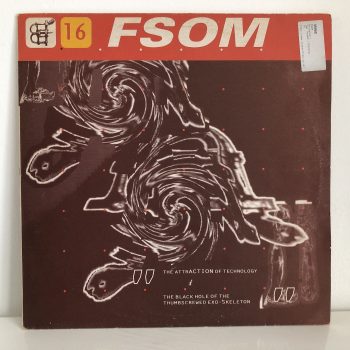 16
FSOM
THE ATTRACTION OF TECHNOLOGY
THE BLACK HOLE OF THE
THUMBSCREWED EXO-SKELETON